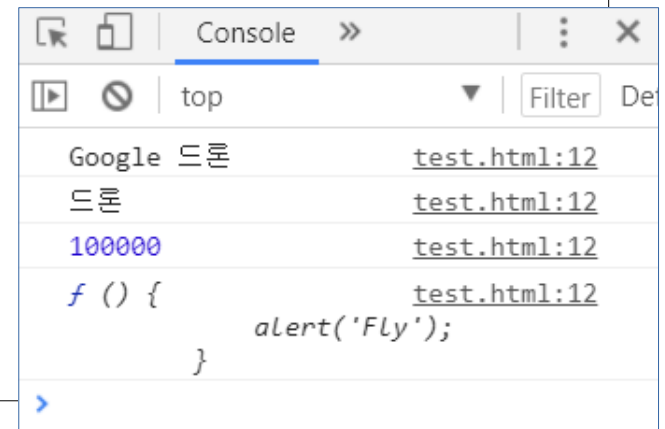 Console »
top ▼ Filter De
Google 드론 test.html:12
드론 test.html:12
100000 test.html:12
ƒ () { test.html:12
alert('Fly');
}
>